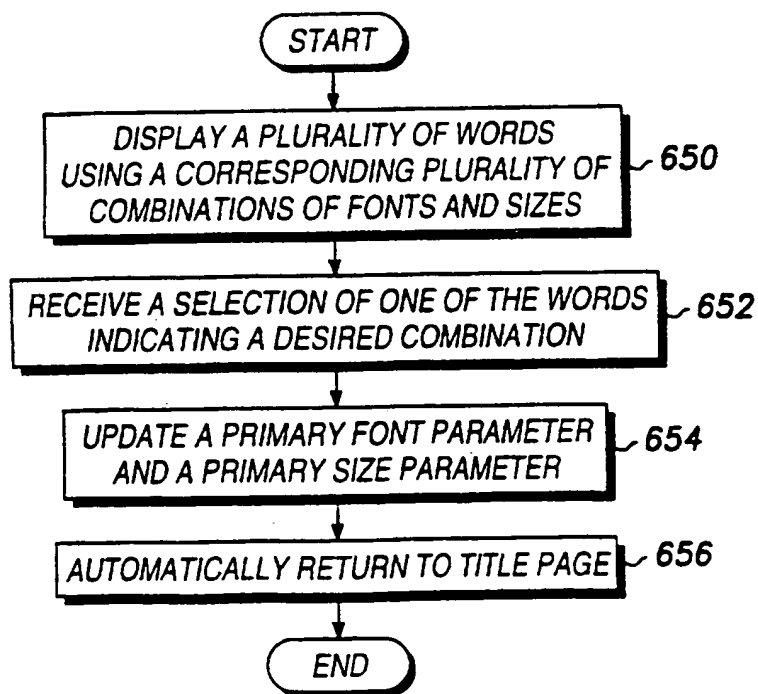 START
DISPLAY A PLURALITY OF WORDS
USING A CORRESPONDING PLURALITY OF
COMBINATIONS OF FONTS AND SIZES
650
RECEIVE A SELECTION OF ONE OF THE WORDS
INDICATING A DESIRED COMBINATION
652
UPDATE A PRIMARY FONT PARAMETER
AND A PRIMARY SIZE PARAMETER
654
AUTOMATICALLY RETURN TO TITLE PAGE
656
END